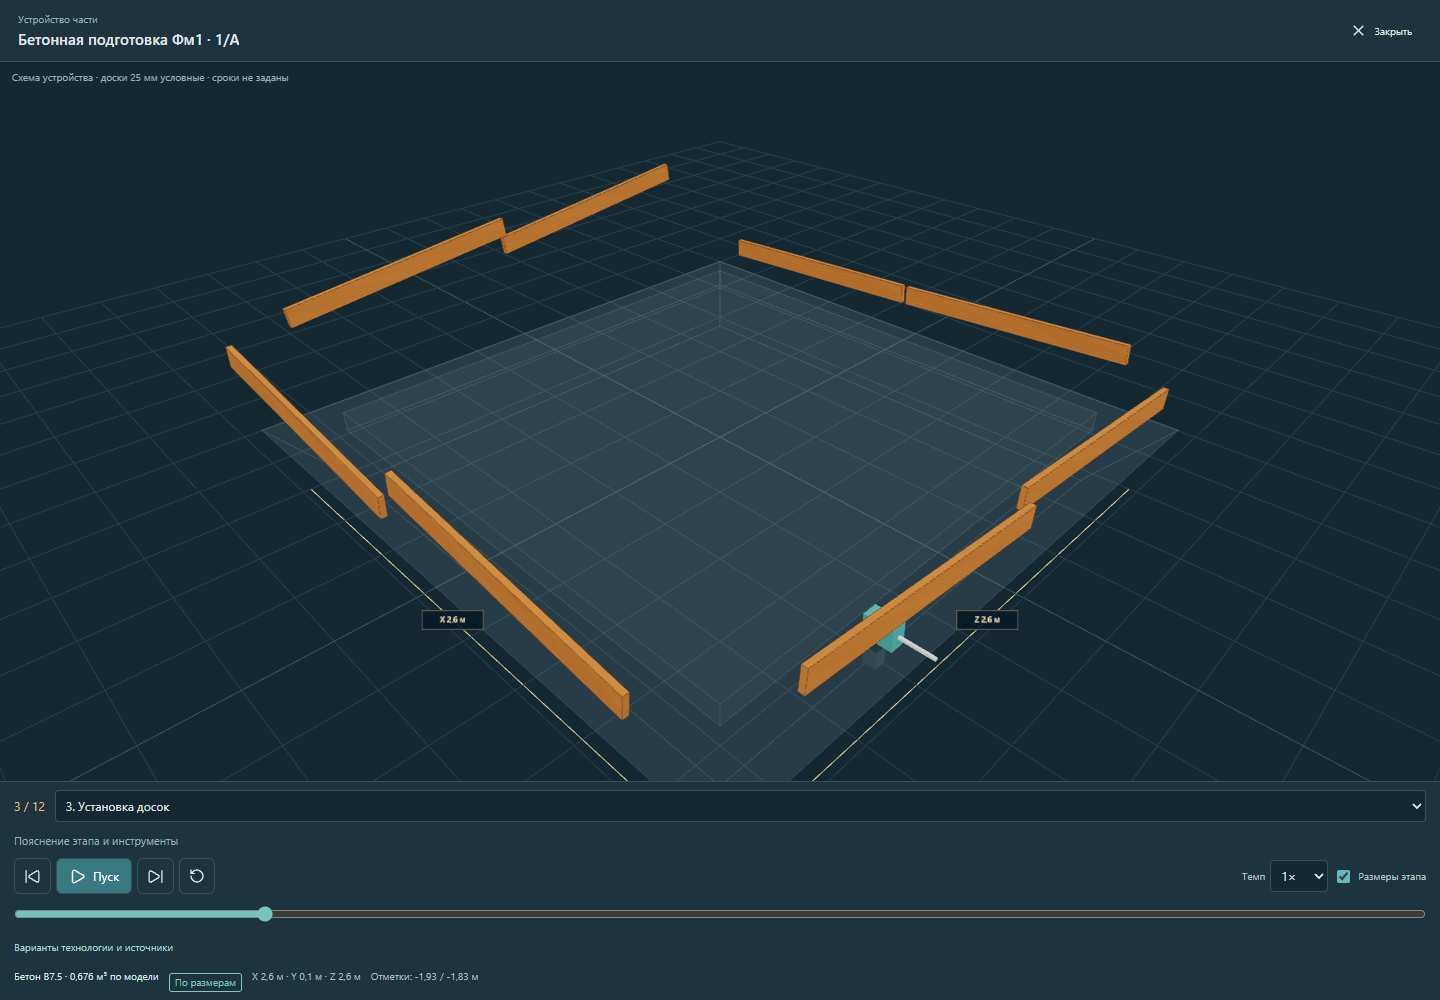 Устройство части
Бетонная подготовка Фм1 · 1/А
Закрыть
Схема устройства · доски 25 мм условные · сроки не заданы
X 2,6 м
Z 2,6 м
3 / 12
3. Установка досок
Пояснение этапа и инструменты
Пуск
Темп
1×
Размеры этапа
Варианты технологии и источники
Бетон B7.5 · 0,676 м³ по модели
По размерам
X 2,6 м · Y 0,1 м · Z 2,6 м
Отметки: -1,93 / -1,83 м